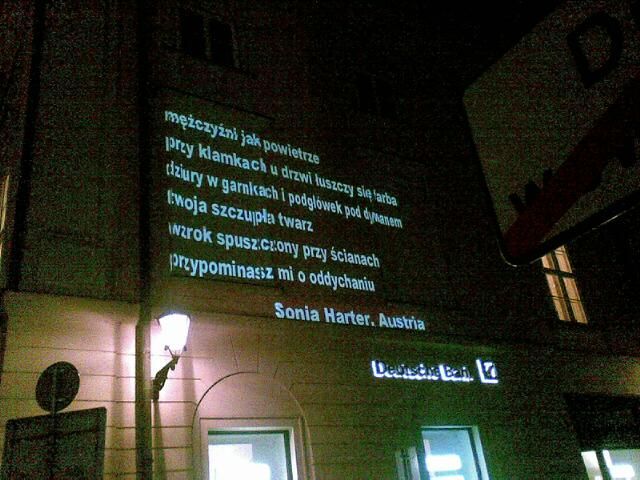 mężczyźni jak powietrze
przy klamkach u drzwi łuszczy się farba
dziury w garnkach i podgłówek pod dywanem
twoja szczupła twarz
wzrok spuszczony przy ścianach
przypominasz mi o oddychaniu
Sonia Harter, Austria
Deutsche Bank
D
W